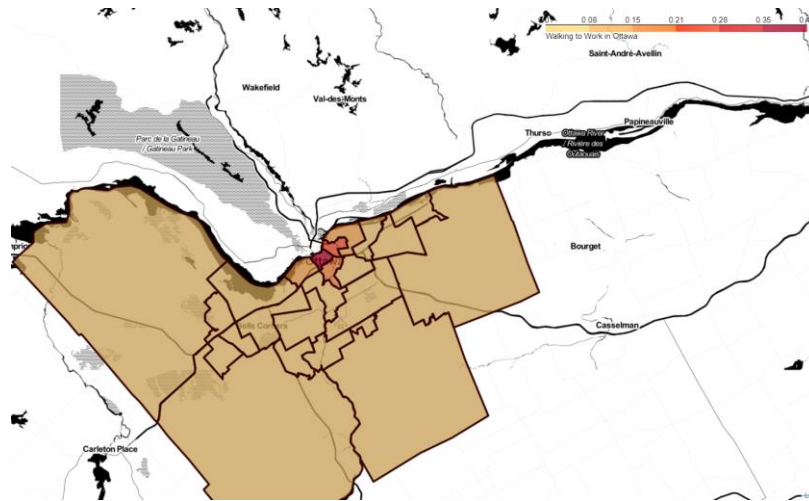 0.08 0.15 0.21 0.28 0.35
Walking to Work in Ottawa
Saint-André-Avellin
Wakefield
Val-des-Monts
Papineauville
Thurso
Ottawa River
/ Rivière des
Outaouais
Parc de la Gatineau
/ Gatineau Park
Bourget
Bells Corners
Casselman
Carleton Place